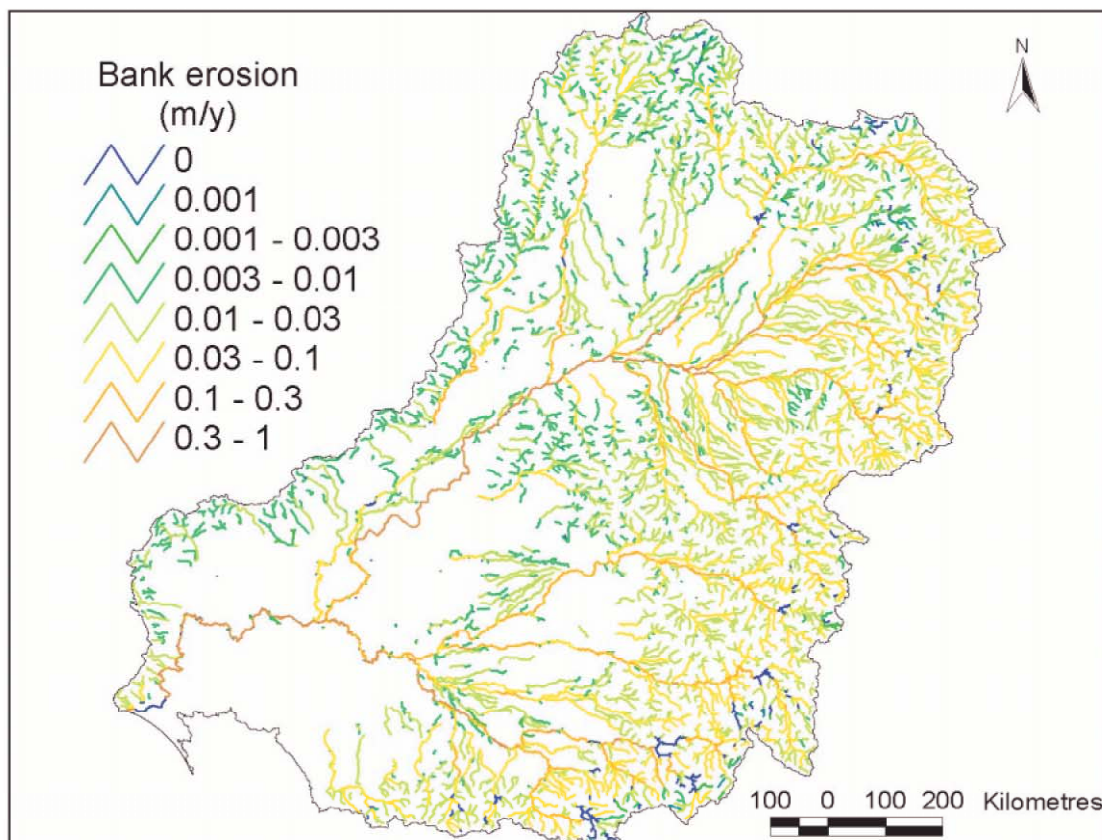 Bank erosion
(m/y)
0
0.001
0.001 - 0.003
0.003 - 0.01
0.01 - 0.03
0.03 - 0.1
0.1 - 0.3
0.3 - 1
N
100 0 100 200 Kilometres